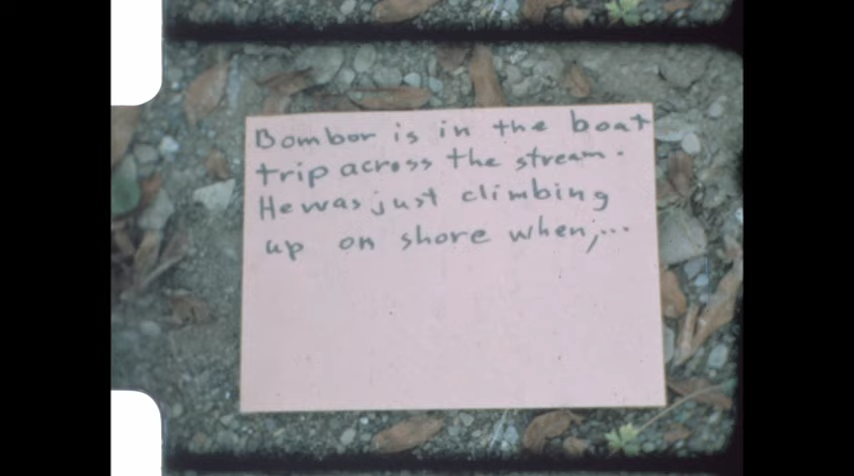 Bombor is in the boat
trip across the stream.
He was just climbing
up on shore when,...